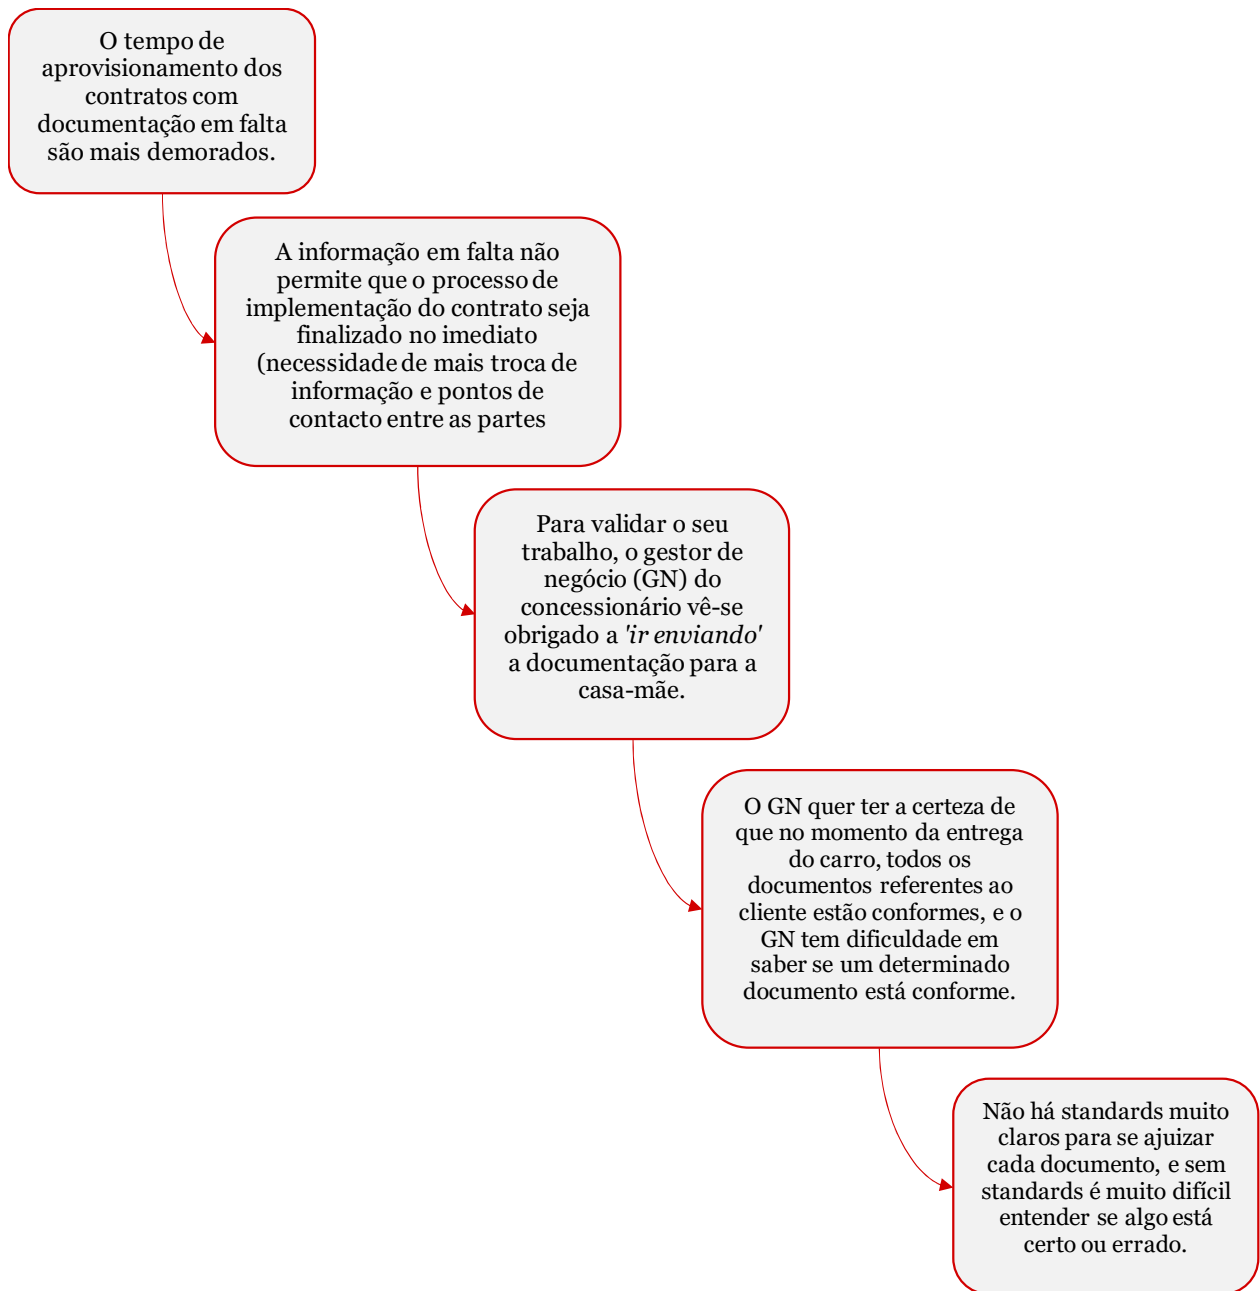 O tempo de
aprovisionamento dos
contratos com
documentação em falta
são mais demorados.
A informação em falta não
permite que o processo de
implementação do contrato seja
finalizado no imediato
(necessidade de mais troca de
informação e pontos de
contacto entre as partes
Para validar o seu
trabalho, o gestor de
negócio (GN) do
concessionário vê-se
obrigado a 'ir enviando'
a documentação para a
casa-mãe.
O GN quer ter a certeza de
que no momento da entrega
do carro, todos os
documentos referentes ao
cliente estão conformes, e o
GN tem dificuldade em
saber se um determinado
documento está conforme.
Não há standards muito
claros para se ajuizar
cada documento, e sem
standards é muito difícil
entender se algo está
certo ou errado.